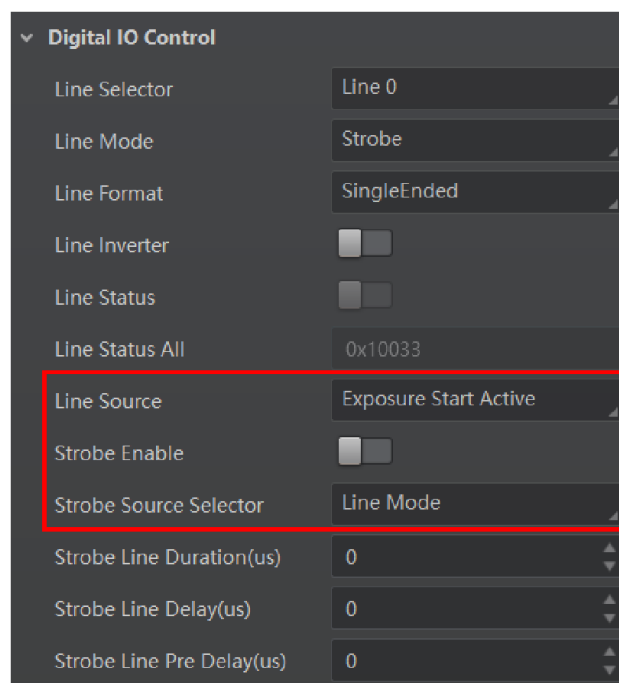 Digital IO Control
Line Selector Line 0
Line Mode Strobe
Line Format SingleEnded
Line Inverter
Line Status
Line Status All 0x10033
Line Source Exposure Start Active
Strobe Enable
Strobe Source Selector Line Mode
Strobe Line Duration(us) 0
Strobe Line Delay(us) 0
Strobe Line Pre Delay(us) 0